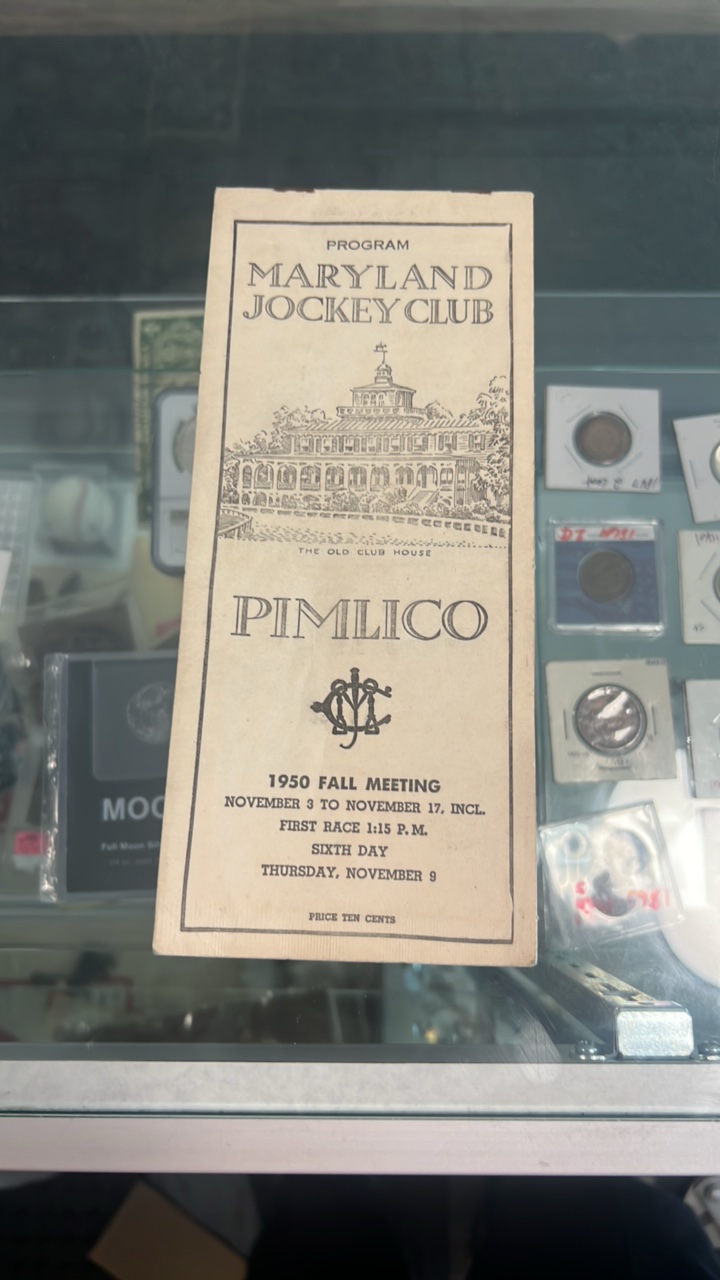 PROGRAM
MARYLAND
JOCKEY CLUB
THE OLD CLUB HOUSE
PIMLICO
1950 FALL MEETING
NOVEMBER 3 TO NOVEMBER 17, INCL.
FIRST RACE 1:15 P.M.
SIXTH DAY
THURSDAY, NOVEMBER 9
PRICE TEN CENTS